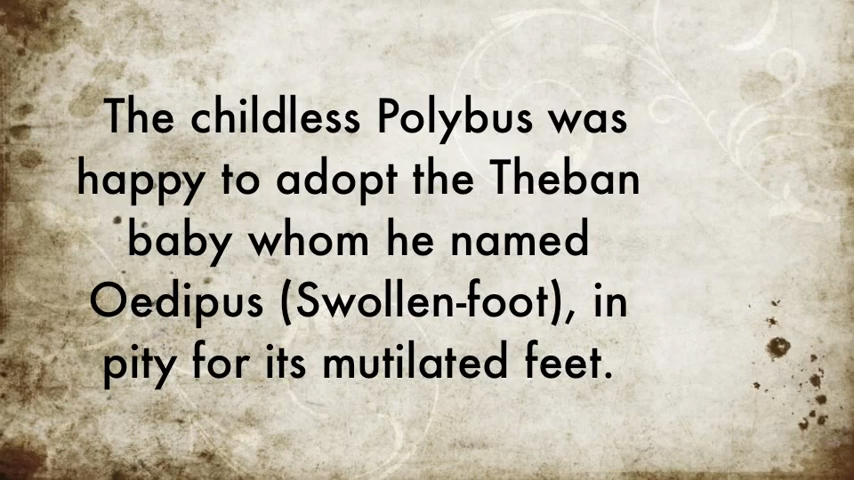 The childless Polybus was
happy to adopt the Theban
baby whom he named
Oedipus (Swollen-foot), in
pity for its mutilated feet.